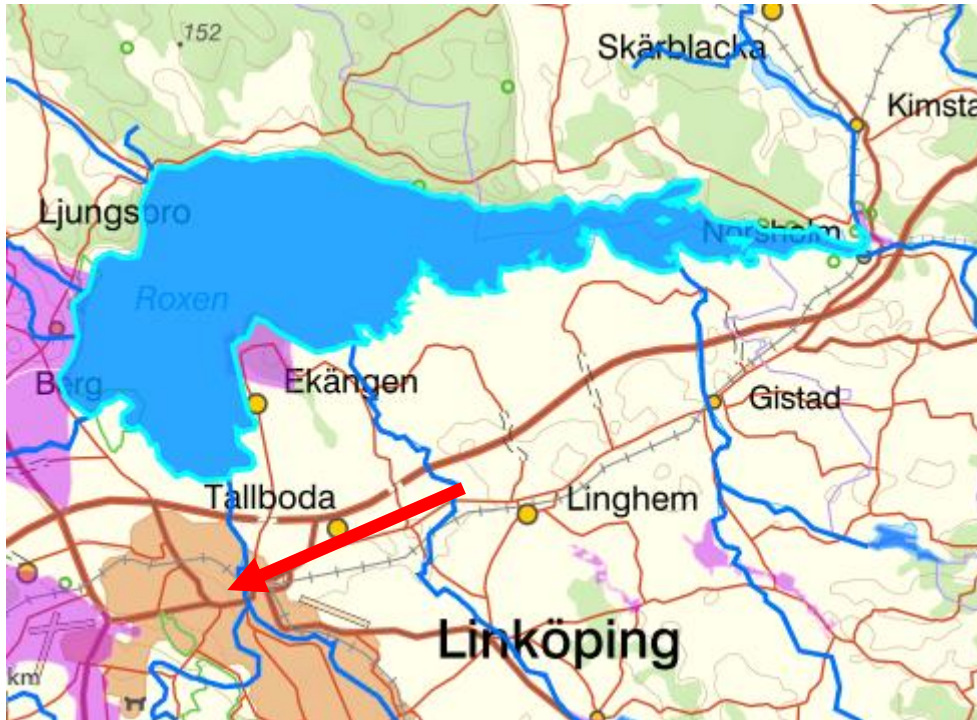 152
Skärblacka
Kimsta
Ljungsbro
Norsholm
Roxen
Berg
Ekängen
Gistad
Tallboda
Linghem
Linköping
km